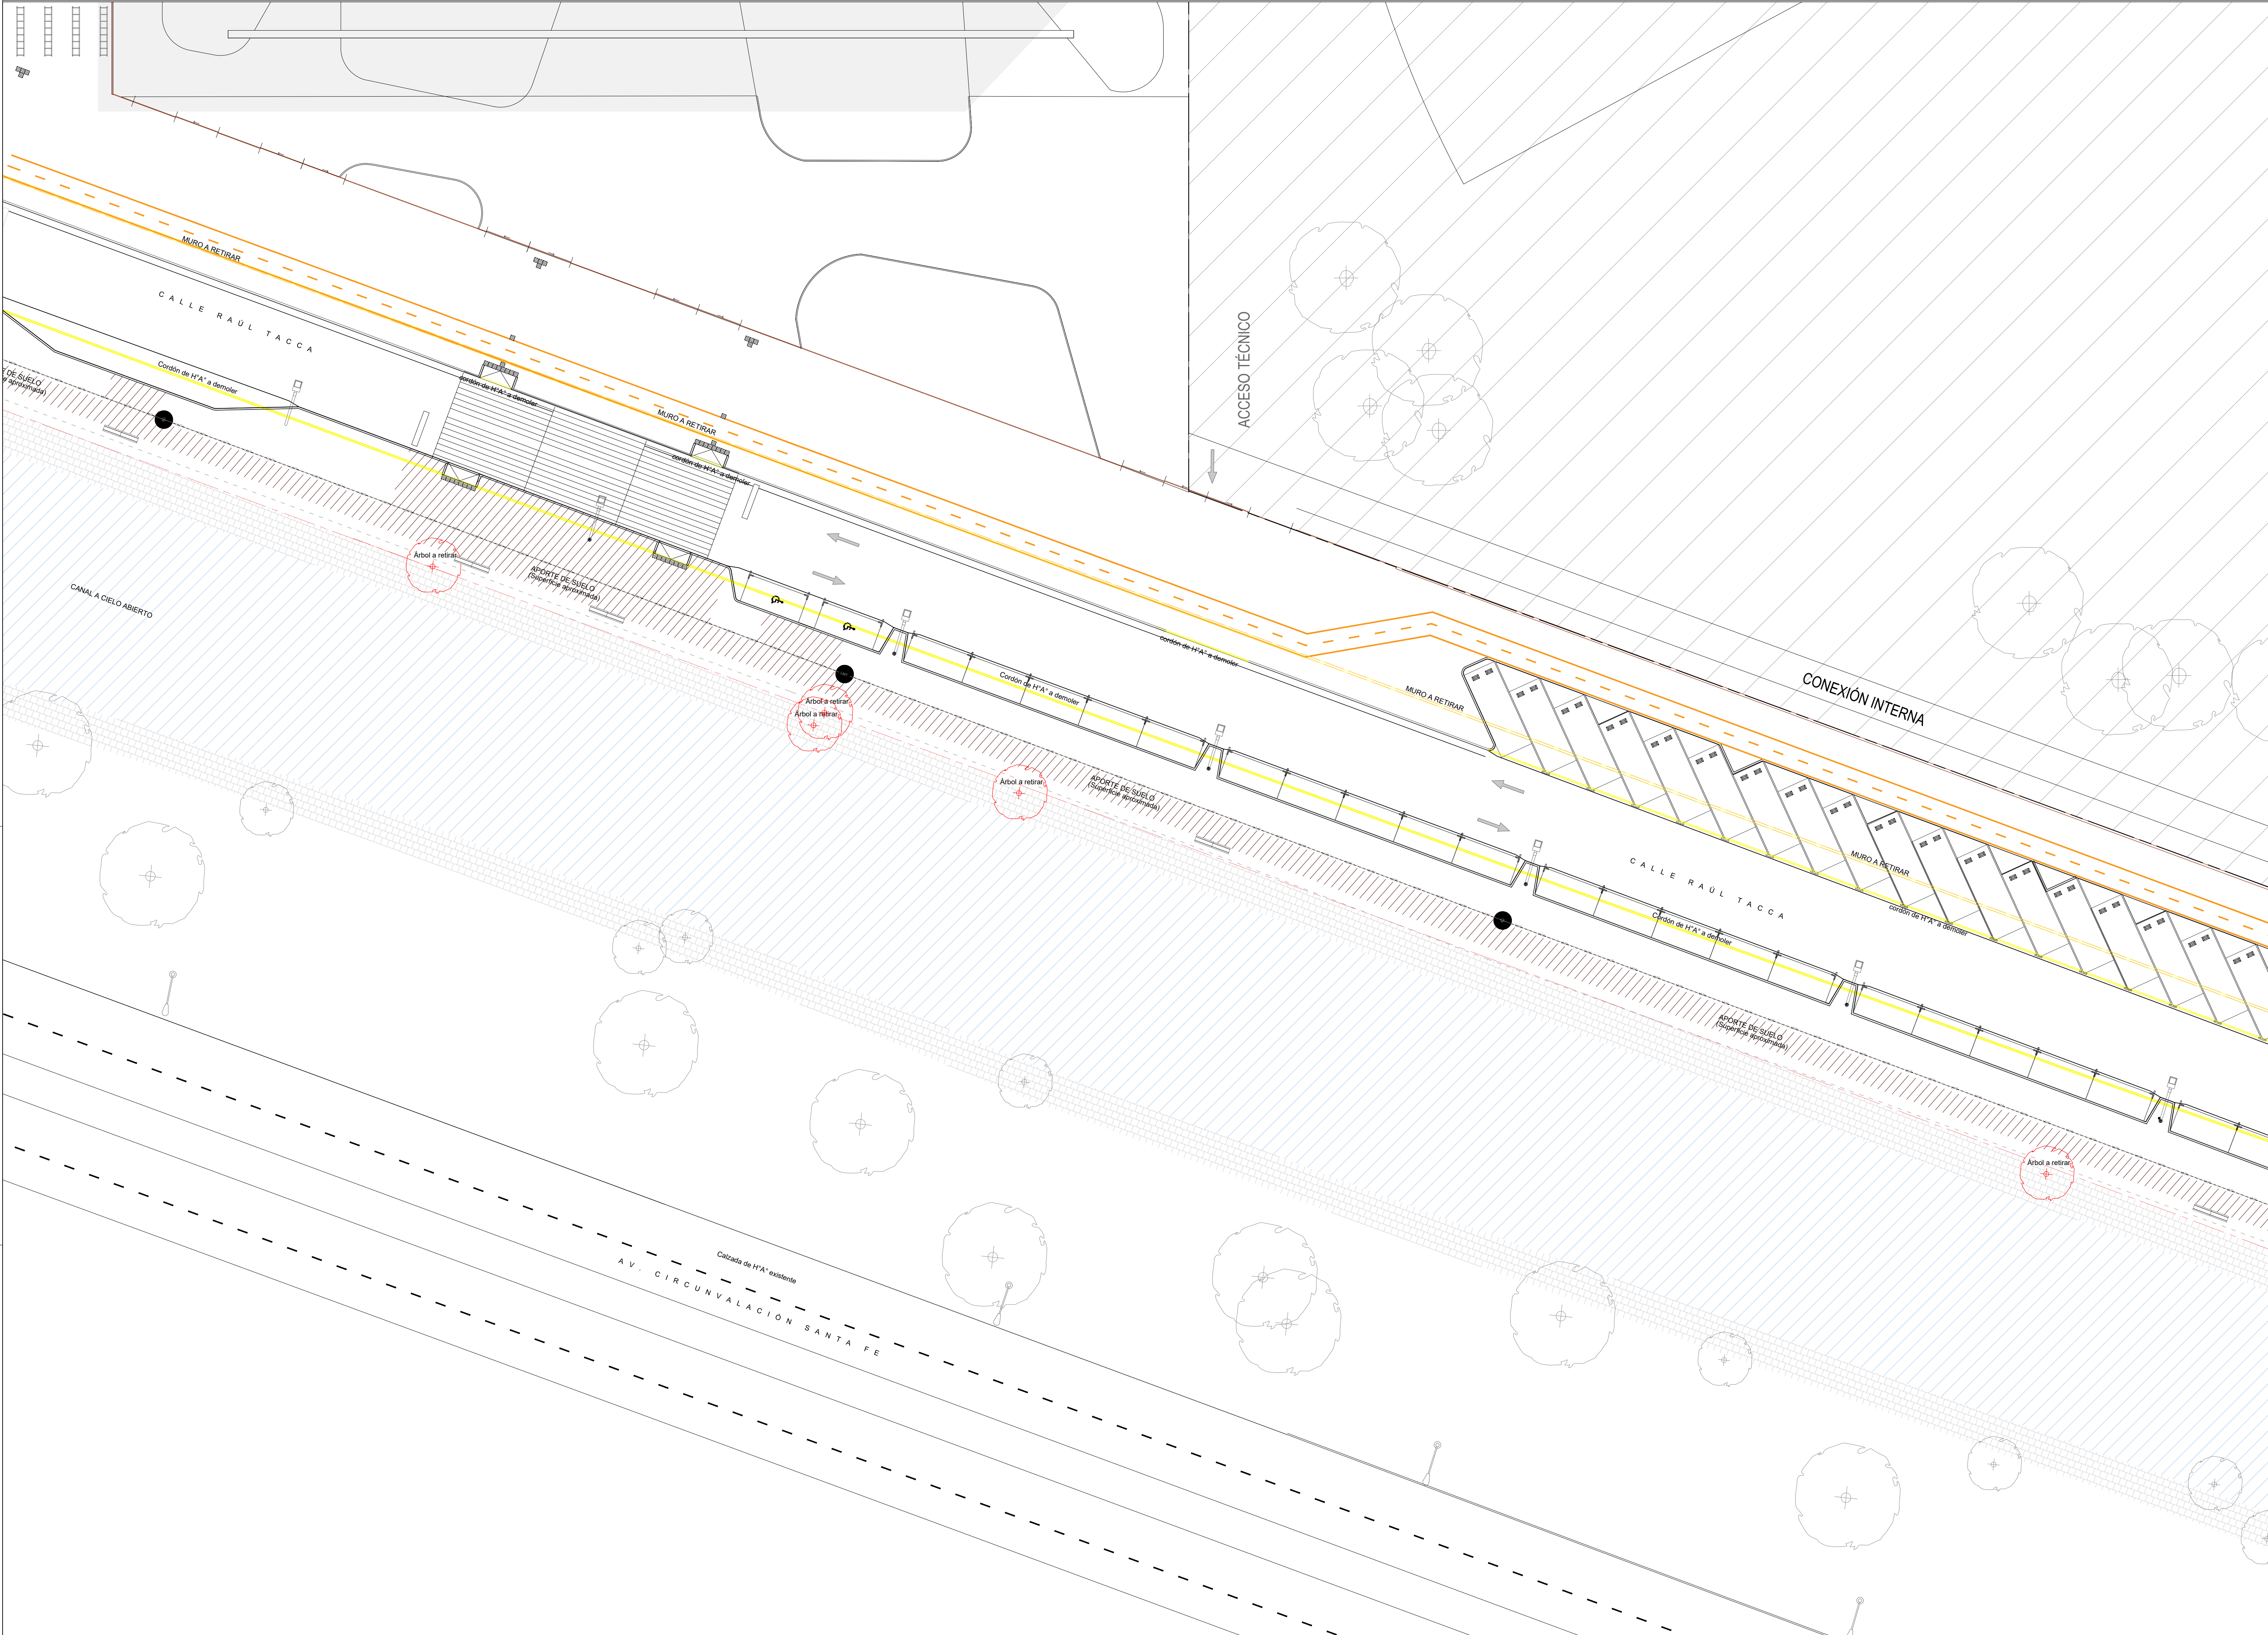 MURO A RETIRAR
CALLE RAÚL TACCA
ACCESO TÉCNICO
Cordón de H°A° a demoler
DE SUELO
aproximada)
cordón de H°A° a demoler
MURO A RETIRAR
cordón de H°A° a demoler
Árbol a retirar
APORTE DE SUELO
(Superficie aproximada)
CANAL A CIELO ABIERTO
cordón de H°A° a demoler
Cordón de H°A° a demoler
MURO A RETIRAR
CONEXIÓN INTERNA
Árbol a retirar
Árbol a retirar
Árbol a retirar
APORTE DE SUELO
(Superficie aproximada)
CALLE RAÚL TACCA
MURO A RETIRAR
Cordón de H°A° a demoler
cordón de H°A° a demoler
APORTE DE SUELO
(Superficie aproximada)
Árbol a retirar
Calzada de H°A° existente
AV. CIRCUNVALACIÓN SANTA FE